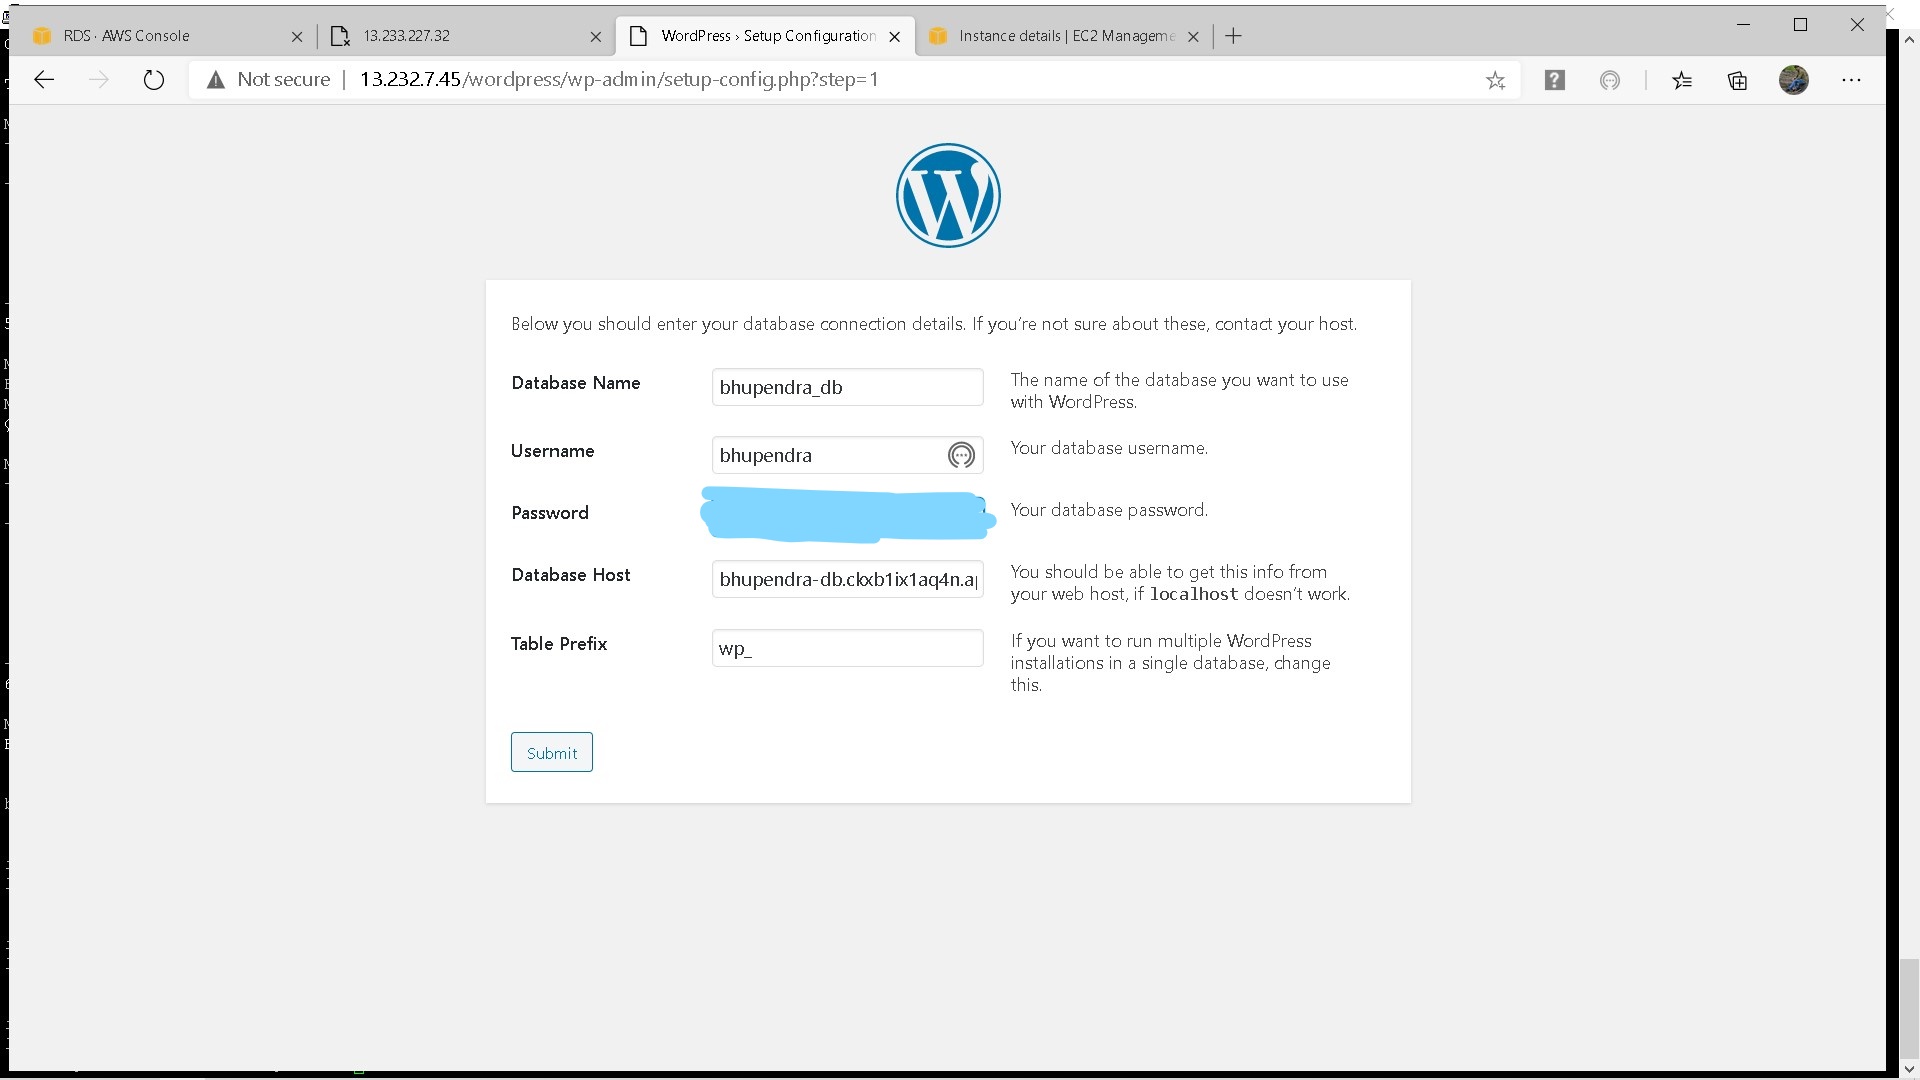 RDS · AWS Console
13.233.227.32
WordPress › Setup Configuration
Instance details | EC2 Manageme
Not secure | 13.232.7.45/wordpress/wp-admin/setup-config.php?step=1
Below you should enter your database connection details. If you’re not sure about these, contact your host.
Database Name
bhupendra_db
The name of the database you want to use
with WordPress.
Username
bhupendra
Your database username.
Password
Your database password.
Database Host
bhupendra-db.ckxb1ix1aq4n.a
You should be able to get this info from
your web host, if localhost doesn’t work.
Table Prefix
wp_
If you want to run multiple WordPress
installations in a single database, change
this.
Submit